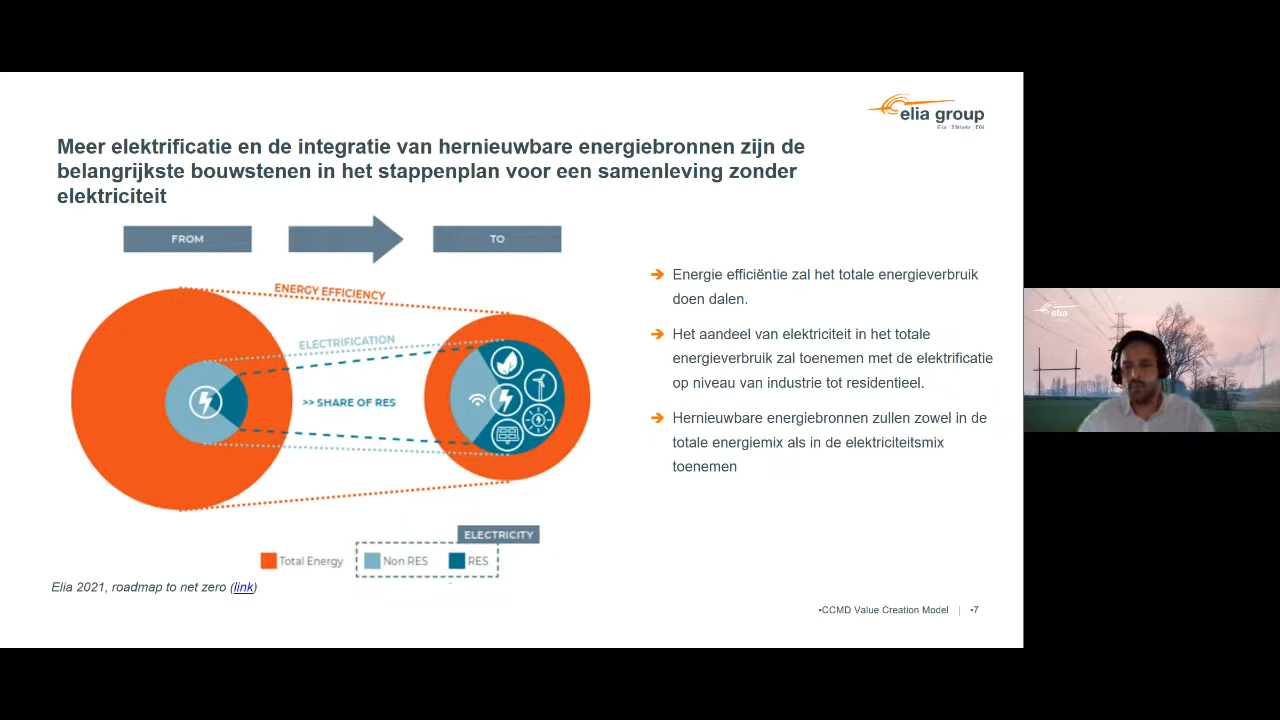 elia group
Meer elektrificatie en de integratie van hernieuwbare energiebronnen zijn de
belangrijkste bouwstenen in het stappenplan voor een samenleving zonder
elektriciteit
FROM
TO
ENERGY EFFICIENCY
ELECTRIFICATION
>> SHARE OF RES
➔ Energie efficiëntie zal het totale energieverbruik
doen dalen.
➔ Het aandeel van elektriciteit in het totale
energieverbruik zal toenemen met de elektrificatie
op niveau van industrie tot residentieel.
➔ Hernieuwbare energiebronnen zullen zowel in de
totale energiemix als in de elektriciteitsmix
toenemen
ELECTRICITY
Total Energy
Non RES
RES
Elia 2021, roadmap to net zero (link)
•CCMD Value Creation Model | •7
elia